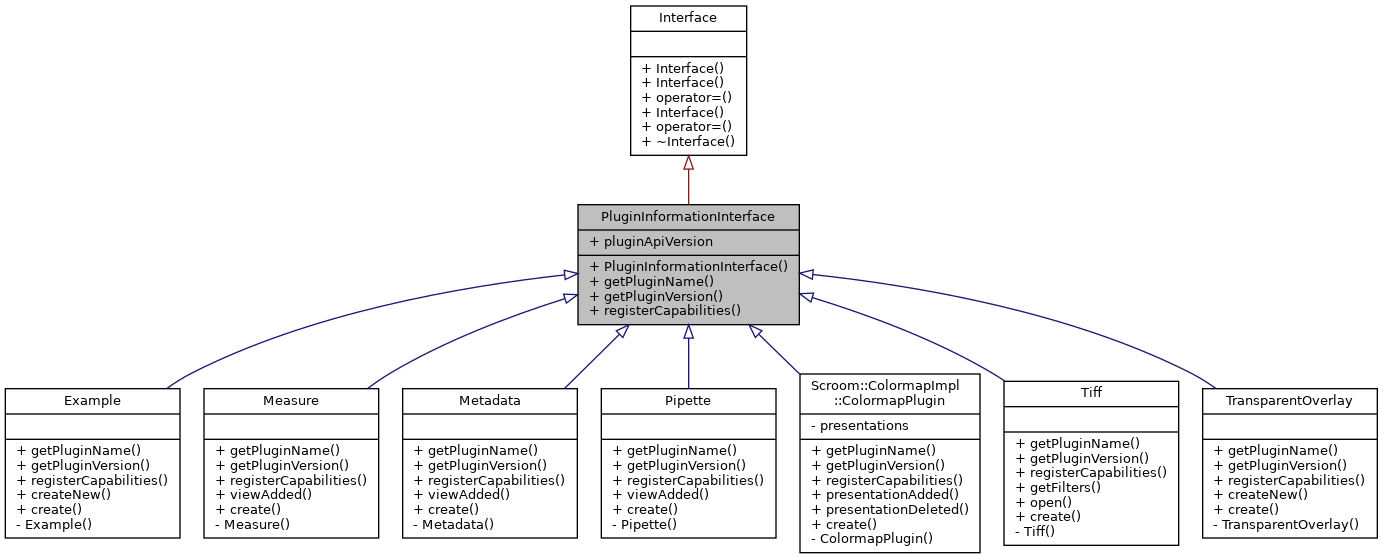 Interface
+ Interface()
+ Interface()
+ operator=()
+ Interface()
+ operator=()
+ ~Interface()
PluginInformationInterface
+ pluginApiVersion
+ PluginInformationInterface()
+ getPluginName()
+ getPluginVersion()
+ registerCapabilities()
Example
+ getPluginName()
+ getPluginVersion()
+ registerCapabilities()
+ createNew()
+ create()
- Example()
Measure
+ getPluginName()
+ getPluginVersion()
+ registerCapabilities()
+ viewAdded()
+ create()
- Measure()
Metadata
+ getPluginName()
+ getPluginVersion()
+ registerCapabilities()
+ viewAdded()
+ create()
- Metadata()
Pipette
+ getPluginName()
+ getPluginVersion()
+ registerCapabilities()
+ viewAdded()
+ create()
- Pipette()
Scroom::ColormapImpl
::ColormapPlugin
- presentations
+ getPluginName()
+ getPluginVersion()
+ registerCapabilities()
+ presentationAdded()
+ presentationDeleted()
+ create()
- ColormapPlugin()
Tiff
+ getPluginName()
+ getPluginVersion()
+ registerCapabilities()
+ getFilters()
+ open()
+ create()
- Tiff()
TransparentOverlay
+ getPluginName()
+ getPluginVersion()
+ registerCapabilities()
+ createNew()
+ create()
- TransparentOverlay()